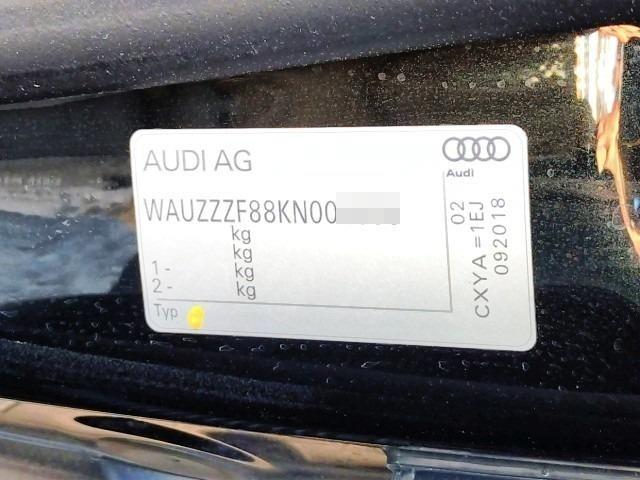 AUDI AG
Audi
WAUZZZF88KN00
kg
kg
1 - kg
2 - kg
Typ
02
CXYA =1EJ
092018